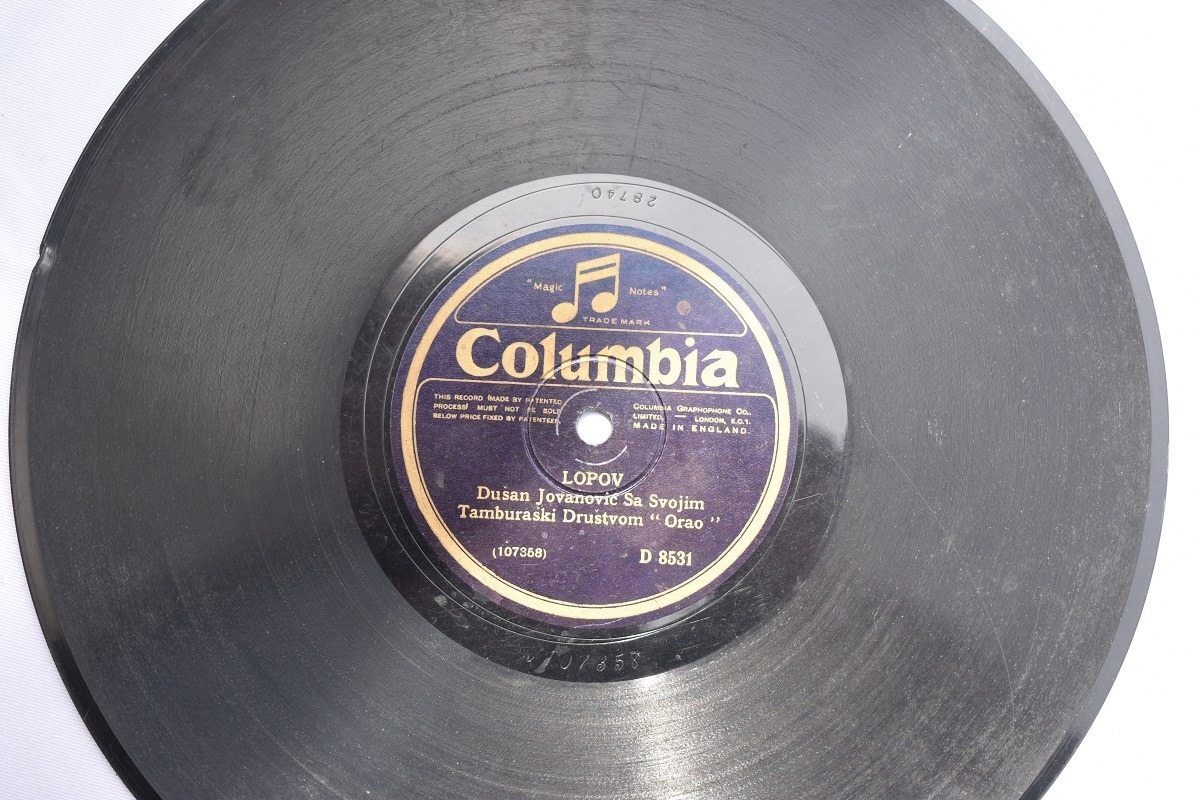 28740
"Magic Notes"
TRADE MARK
Columbia
THIS RECORD (MADE BY PATENTED
PROCESS) MUST NOT BE SOLD
BELOW PRICE FIXED BY PATENTEES.
COLUMBIA GRAPHOPHONE Co.,
LIMITED, — LONDON, E.C.1.
MADE IN ENGLAND.
LOPOV
Dušan Jovanović Sa Svojim
Tamburaški Društvom "Orao"
(107358) D 8531
107358